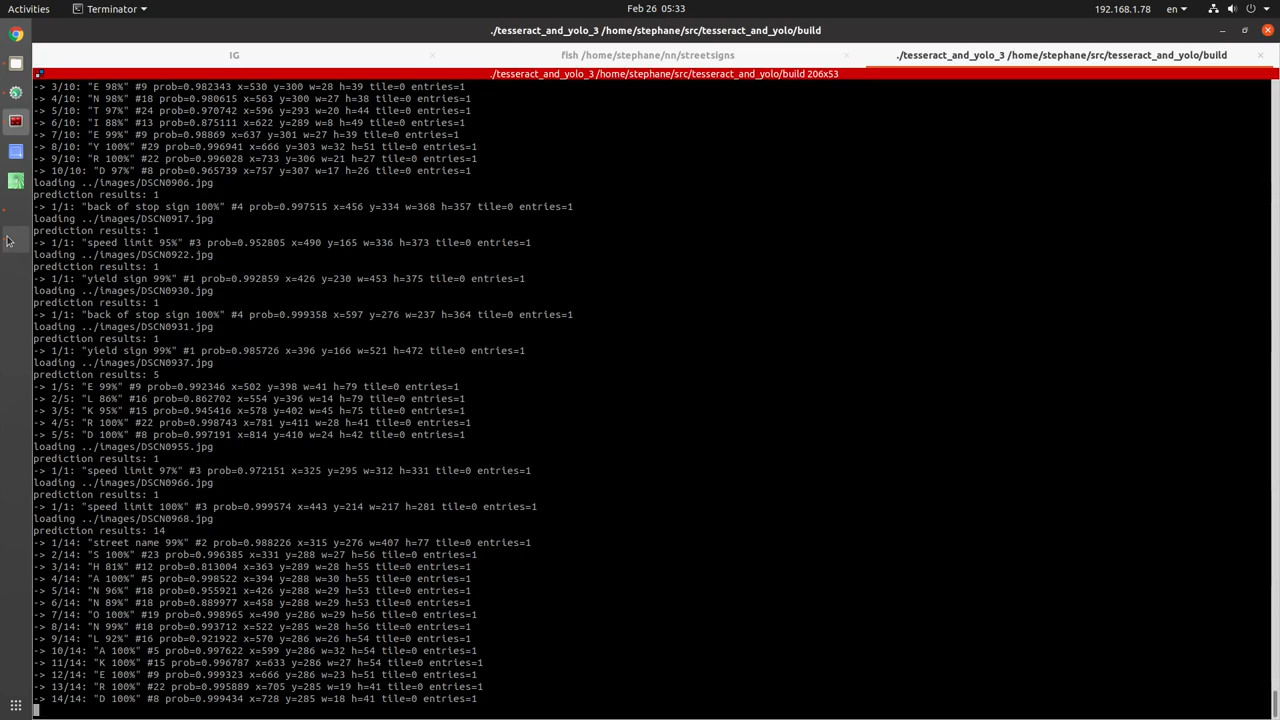 Activities
Terminator
Feb 26 05:33
192.168.1.78
en
./tesseract_and_yolo_3 /home/stephane/src/tesseract_and_yolo/build
IG
fish /home/stephane/nn/streetsigns
./tesseract_and_yolo_3 /home/stephane/src/tesseract_and_yolo/build
./tesseract_and_yolo_3 /home/stephane/src/tesseract_and_yolo/build 206x53
-> 3/10: "E 98%" #9 prob=0.982343 x=530 y=300 w=28 h=39 tile=0 entries=1
-> 4/10: "N 98%" #18 prob=0.980615 x=563 y=300 w=27 h=38 tile=0 entries=1
-> 5/10: "T 97%" #24 prob=0.970742 x=596 y=293 w=20 h=44 tile=0 entries=1
-> 6/10: "I 88%" #13 prob=0.875111 x=622 y=289 w=8 h=49 tile=0 entries=1
-> 7/10: "E 99%" #9 prob=0.98869 x=637 y=301 w=27 h=39 tile=0 entries=1
-> 8/10: "Y 100%" #29 prob=0.996941 x=666 y=303 w=32 h=51 tile=0 entries=1
-> 9/10: "R 100%" #22 prob=0.996028 x=733 y=306 w=21 h=27 tile=0 entries=1
-> 10/10: "D 97%" #8 prob=0.965739 x=757 y=307 w=17 h=26 tile=0 entries=1
loading ../images/DSCN0906.jpg
prediction results: 1
-> 1/1: "back of stop sign 100%" #4 prob=0.997515 x=456 y=334 w=368 h=357 tile=0 entries=1
loading ../images/DSCN0917.jpg
prediction results: 1
-> 1/1: "speed limit 95%" #3 prob=0.952805 x=490 y=165 w=336 h=373 tile=0 entries=1
loading ../images/DSCN0922.jpg
prediction results: 1
-> 1/1: "yield sign 99%" #1 prob=0.992859 x=426 y=230 w=453 h=375 tile=0 entries=1
loading ../images/DSCN0930.jpg
prediction results: 1
-> 1/1: "back of stop sign 100%" #4 prob=0.999358 x=597 y=276 w=237 h=364 tile=0 entries=1
loading ../images/DSCN0931.jpg
prediction results: 1
-> 1/1: "yield sign 99%" #1 prob=0.985726 x=396 y=166 w=521 h=472 tile=0 entries=1
loading ../images/DSCN0937.jpg
prediction results: 5
-> 1/5: "E 99%" #9 prob=0.992346 x=502 y=398 w=41 h=79 tile=0 entries=1
-> 2/5: "L 86%" #16 prob=0.862702 x=554 y=396 w=14 h=79 tile=0 entries=1
-> 3/5: "K 95%" #15 prob=0.945416 x=578 y=402 w=45 h=75 tile=0 entries=1
-> 4/5: "R 100%" #22 prob=0.998743 x=781 y=411 w=28 h=41 tile=0 entries=1
-> 5/5: "D 100%" #8 prob=0.997191 x=814 y=410 w=24 h=42 tile=0 entries=1
loading ../images/DSCN0955.jpg
prediction results: 1
-> 1/1: "speed limit 97%" #3 prob=0.972151 x=325 y=295 w=312 h=331 tile=0 entries=1
loading ../images/DSCN0966.jpg
prediction results: 1
-> 1/1: "speed limit 100%" #3 prob=0.999574 x=443 y=214 w=217 h=281 tile=0 entries=1
loading ../images/DSCN0968.jpg
prediction results: 14
-> 1/14: "street name 99%" #2 prob=0.988226 x=315 y=276 w=407 h=77 tile=0 entries=1
-> 2/14: "S 100%" #23 prob=0.996385 x=331 y=288 w=27 h=56 tile=0 entries=1
-> 3/14: "H 81%" #12 prob=0.813004 x=363 y=289 w=28 h=55 tile=0 entries=1
-> 4/14: "A 100%" #5 prob=0.998522 x=394 y=288 w=30 h=55 tile=0 entries=1
-> 5/14: "N 96%" #18 prob=0.955921 x=426 y=288 w=29 h=53 tile=0 entries=1
-> 6/14: "N 89%" #18 prob=0.889977 x=458 y=288 w=29 h=53 tile=0 entries=1
-> 7/14: "O 100%" #19 prob=0.998965 x=490 y=286 w=29 h=56 tile=0 entries=1
-> 8/14: "N 99%" #18 prob=0.993712 x=522 y=285 w=28 h=56 tile=0 entries=1
-> 9/14: "L 92%" #16 prob=0.921922 x=570 y=286 w=26 h=54 tile=0 entries=1
-> 10/14: "A 100%" #5 prob=0.997622 x=599 y=286 w=32 h=54 tile=0 entries=1
-> 11/14: "K 100%" #15 prob=0.996787 x=633 y=286 w=27 h=54 tile=0 entries=1
-> 12/14: "E 100%" #9 prob=0.999323 x=666 y=286 w=23 h=51 tile=0 entries=1
-> 13/14: "R 100%" #22 prob=0.995889 x=705 y=285 w=19 h=41 tile=0 entries=1
-> 14/14: "D 100%" #8 prob=0.999434 x=728 y=285 w=18 h=41 tile=0 entries=1